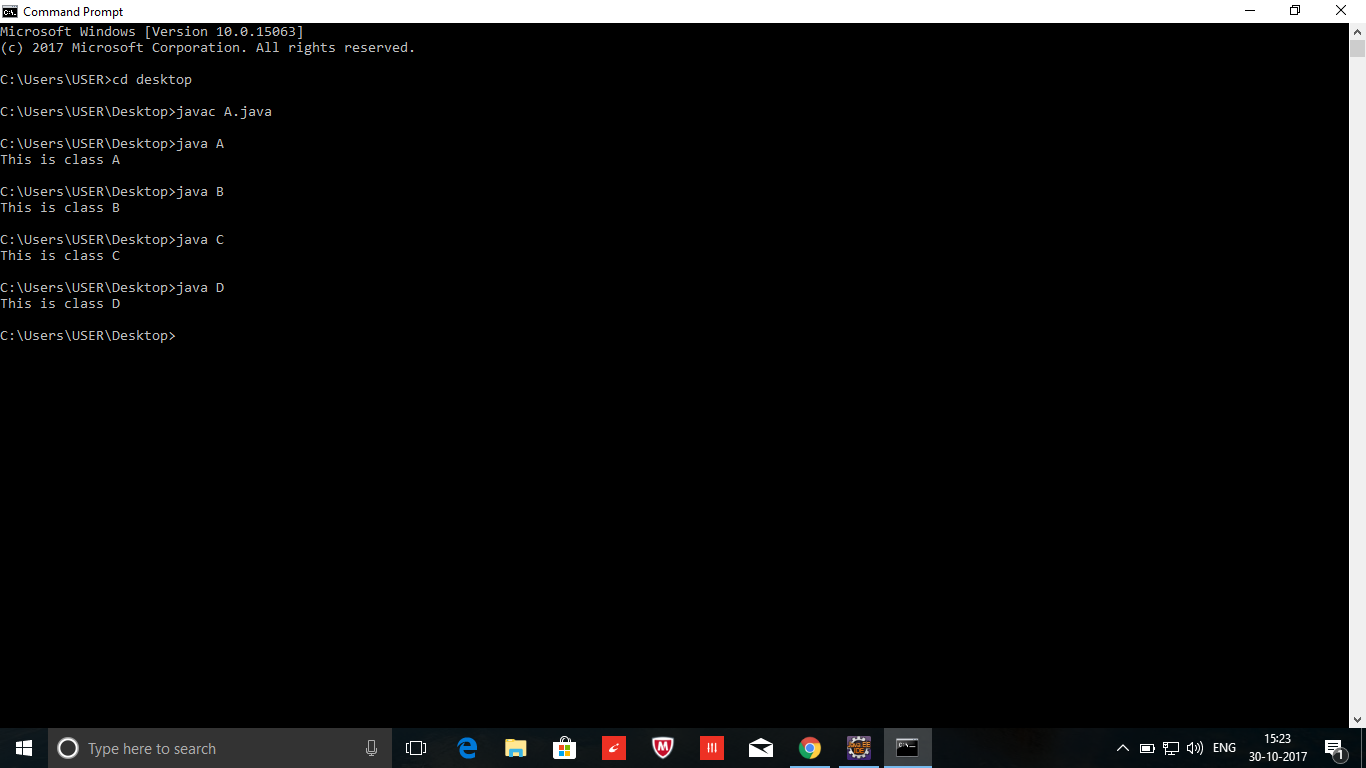 Command Prompt
Microsoft Windows [Version 10.0.15063]
(c) 2017 Microsoft Corporation. All rights reserved.
C:\Users\USER>cd desktop
C:\Users\USER\Desktop>javac A.java
C:\Users\USER\Desktop>java A
This is class A
C:\Users\USER\Desktop>java B
This is class B
C:\Users\USER\Desktop>java C
This is class C
C:\Users\USER\Desktop>java D
This is class D
C:\Users\USER\Desktop>
Type here to search
ENG
15:23
30-10-2017
1